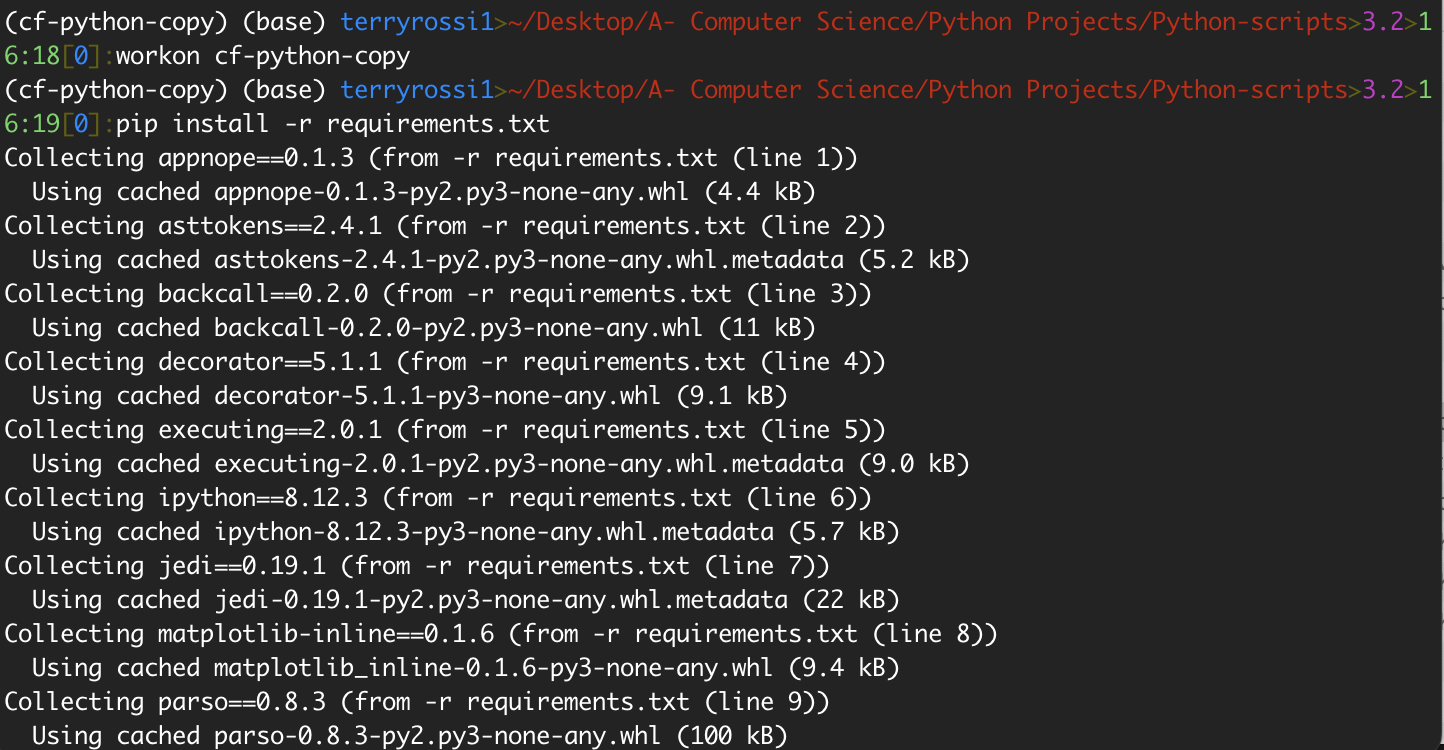 (cf-python-copy) (base) terryrossi1>~/Desktop/A- Computer Science/Python Projects/Python-scripts>3.2>1
6:18[0]:workon cf-python-copy
(cf-python-copy) (base) terryrossi1>~/Desktop/A- Computer Science/Python Projects/Python-scripts>3.2>1
6:19[0]:pip install -r requirements.txt
Collecting appnope==0.1.3 (from -r requirements.txt (line 1))
  Using cached appnope-0.1.3-py2.py3-none-any.whl (4.4 kB)
Collecting asttokens==2.4.1 (from -r requirements.txt (line 2))
  Using cached asttokens-2.4.1-py2.py3-none-any.whl.metadata (5.2 kB)
Collecting backcall==0.2.0 (from -r requirements.txt (line 3))
  Using cached backcall-0.2.0-py2.py3-none-any.whl (11 kB)
Collecting decorator==5.1.1 (from -r requirements.txt (line 4))
  Using cached decorator-5.1.1-py3-none-any.whl (9.1 kB)
Collecting executing==2.0.1 (from -r requirements.txt (line 5))
  Using cached executing-2.0.1-py2.py3-none-any.whl.metadata (9.0 kB)
Collecting ipython==8.12.3 (from -r requirements.txt (line 6))
  Using cached ipython-8.12.3-py3-none-any.whl.metadata (5.7 kB)
Collecting jedi==0.19.1 (from -r requirements.txt (line 7))
  Using cached jedi-0.19.1-py2.py3-none-any.whl.metadata (22 kB)
Collecting matplotlib-inline==0.1.6 (from -r requirements.txt (line 8))
  Using cached matplotlib_inline-0.1.6-py3-none-any.whl (9.4 kB)
Collecting parso==0.8.3 (from -r requirements.txt (line 9))
  Using cached parso-0.8.3-py2.py3-none-any.whl (100 kB)